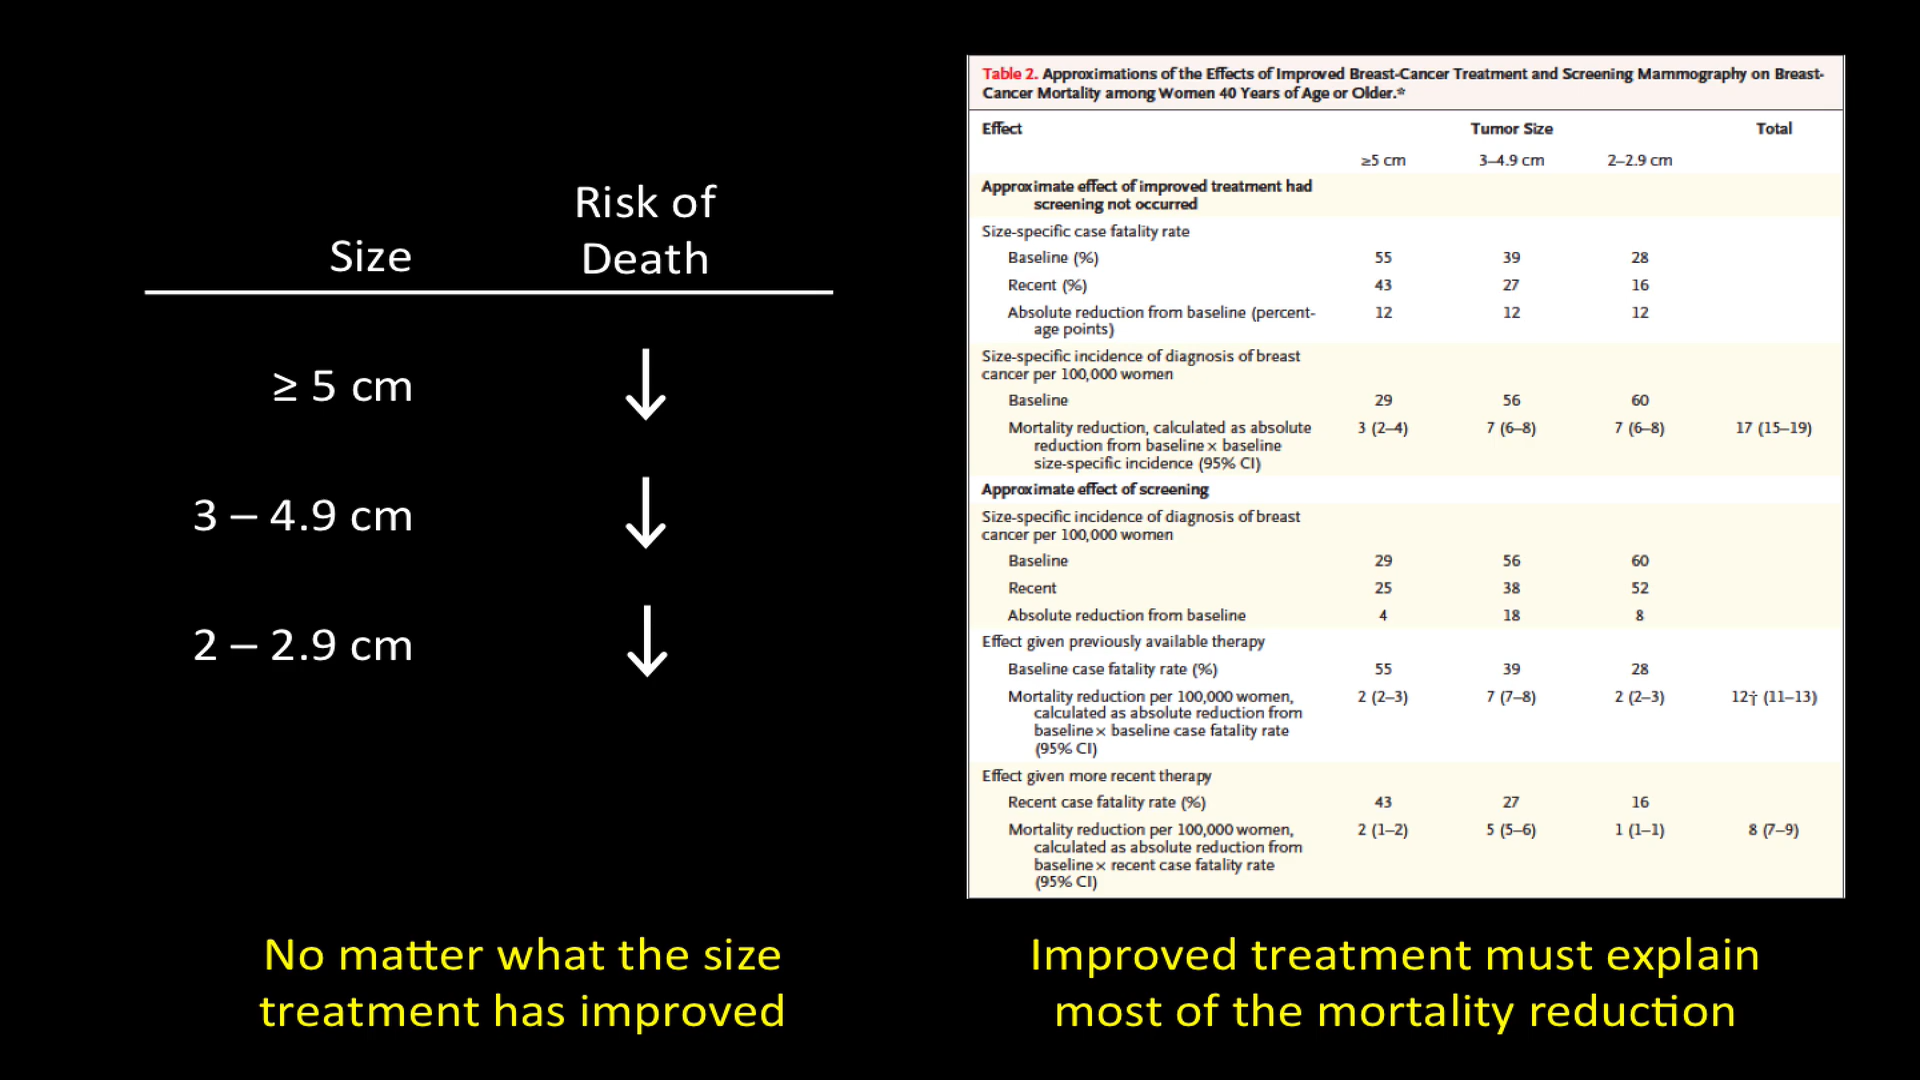 Size
Risk of
Death
≥ 5 cm
3 – 4.9 cm
2 – 2.9 cm
No matter what the size
treatment has improved
Table 2. Approximations of the Effects of Improved Breast-Cancer Treatment and Screening Mammography on Breast-
Cancer Mortality among Women 40 Years of Age or Older.*
Effect Tumor Size Total
≥5 cm 3–4.9 cm 2–2.9 cm
Approximate effect of improved treatment had
screening not occurred
Size-specific case fatality rate
Baseline (%) 55 39 28
Recent (%) 43 27 16
Absolute reduction from baseline (percent- 12 12 12
age points)
Size-specific incidence of diagnosis of breast
cancer per 100,000 women
Baseline 29 56 60
Mortality reduction, calculated as absolute 3 (2–4) 7 (6–8) 7 (6–8) 17 (15–19)
reduction from baseline × baseline
size-specific incidence (95% CI)
Approximate effect of screening
Size-specific incidence of diagnosis of breast
cancer per 100,000 women
Baseline 29 56 60
Recent 25 38 52
Absolute reduction from baseline 4 18 8
Effect given previously available therapy
Baseline case fatality rate (%) 55 39 28
Mortality reduction per 100,000 women, 2 (2–3) 7 (7–8) 2 (2–3) 12† (11–13)
calculated as absolute reduction from
baseline × baseline case fatality rate
(95% CI)
Effect given more recent therapy
Recent case fatality rate (%) 43 27 16
Mortality reduction per 100,000 women, 2 (1–2) 5 (5–6) 1 (1–1) 8 (7–9)
calculated as absolute reduction from
baseline × recent case fatality rate
(95% CI)
Improved treatment must explain
most of the mortality reduction